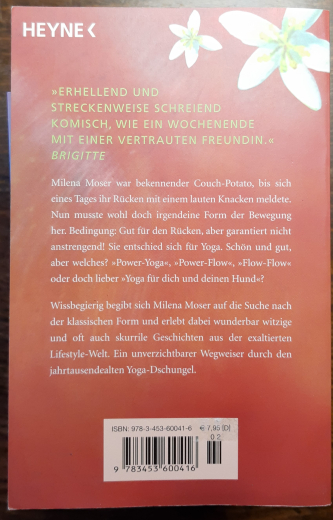 HEYNE<
»ERHELLEND UND
STRECKENWEISE SCHREIEND
KOMISCH, WIE EIN WOCHENENDE
MIT EINER VERTRAUTEN FREUNDIN.«
BRIGITTE
Milena Moser war bekennender Couch-Potato, bis sich
eines Tages ihr Rücken mit einem lauten Knacken meldete.
Nun musste wohl doch irgendeine Form der Bewegung
her. Bedingung: Gut für den Rücken, aber garantiert nicht
anstrengend! Sie entschied sich für Yoga. Schön und gut,
aber welches? »Power-Yoga«, »Power-Flow«, »Flow-Flow«
oder doch lieber »Yoga für dich und deinen Hund«?
Wissbegierig begibt sich Milena Moser auf die Suche nach
der klassischen Form und erlebt dabei wunderbar witzige
und oft auch skurrile Geschichten aus der exaltierten
Lifestyle-Welt. Ein unverzichtbarer Wegweiser durch den
jahrtausendealten Yoga-Dschungel.
ISBN: 978-3-453-60041-6 € 7,95 [D]
0 2
9 783453 600416